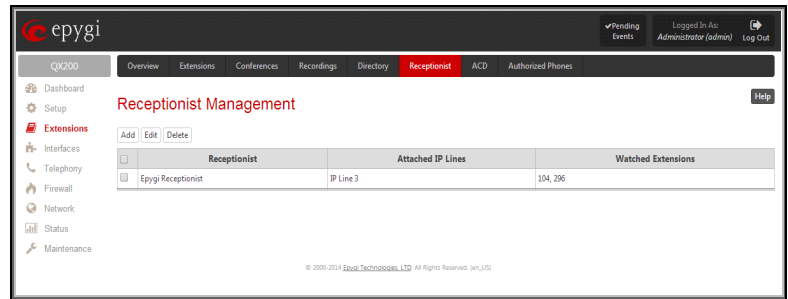 epygi
✔Pending Events
Logged In As:
Administrator (admin)
Log Out
QX200
Overview Extensions Conferences Recordings Directory Receptionist ACD Authorized Phones
Dashboard
Setup
Extensions
Interfaces
Telephony
Firewall
Network
Status
Maintenance
Receptionist Management
Help
Add Edit Delete
Receptionist Attached IP Lines Watched Extensions
Epygi Receptionist IP Line 3 104, 296
© 2000-2014 Epygi Technologies, LTD. All Rights Reserved. (en_US)